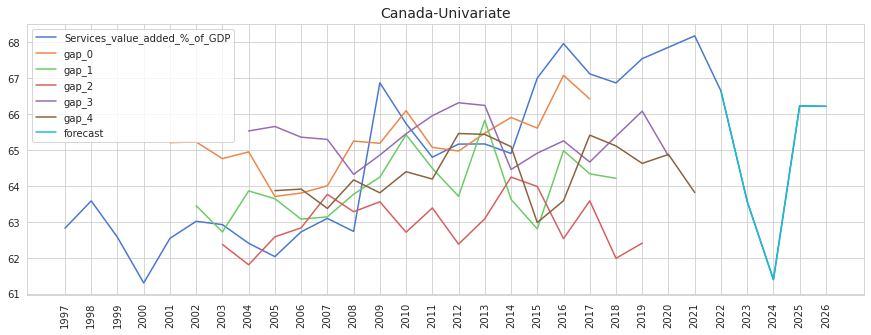 Canada-Univariate
Services_value_added_%_of_GDP
gap_0
gap_1
gap_2
gap_3
gap_4
forecast
68
67
66
65
64
63
62
61
1997 1998 1999 2000 2001 2002 2003 2004 2005 2006 2007 2008 2009 2010 2011 2012 2013 2014 2015 2016 2017 2018 2019 2020 2021 2022 2023 2024 2025 2026